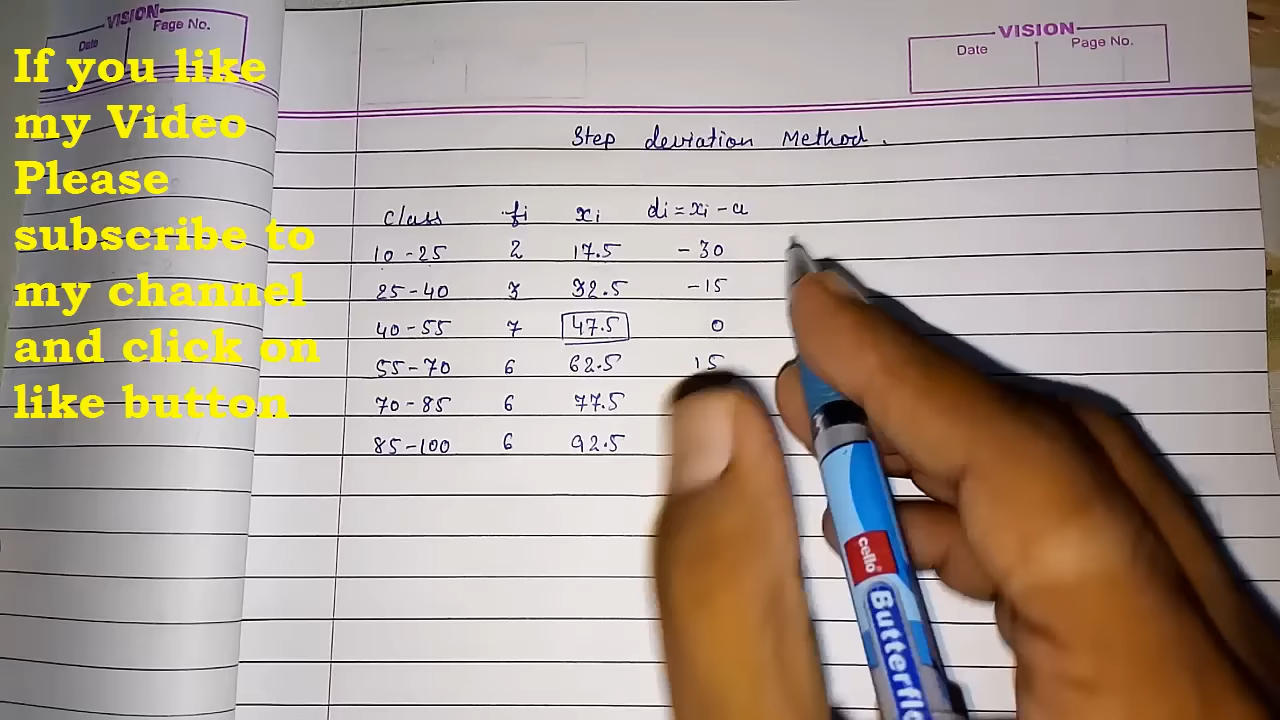 VISION
Date
Page No.
VISION
Date
Page No.
If you like
my Video
Please
subscribe to
my channel
and click on
like button
Step deviation Method.
Class fi xi di = xi - a
10 - 25 2 17.5 - 30
25 - 40 3 32.5 - 15
40 - 55 7 47.5 0
55 - 70 6 62.5 15
70 - 85 6 77.5
85 - 100 6 92.5
cello
Butterflo